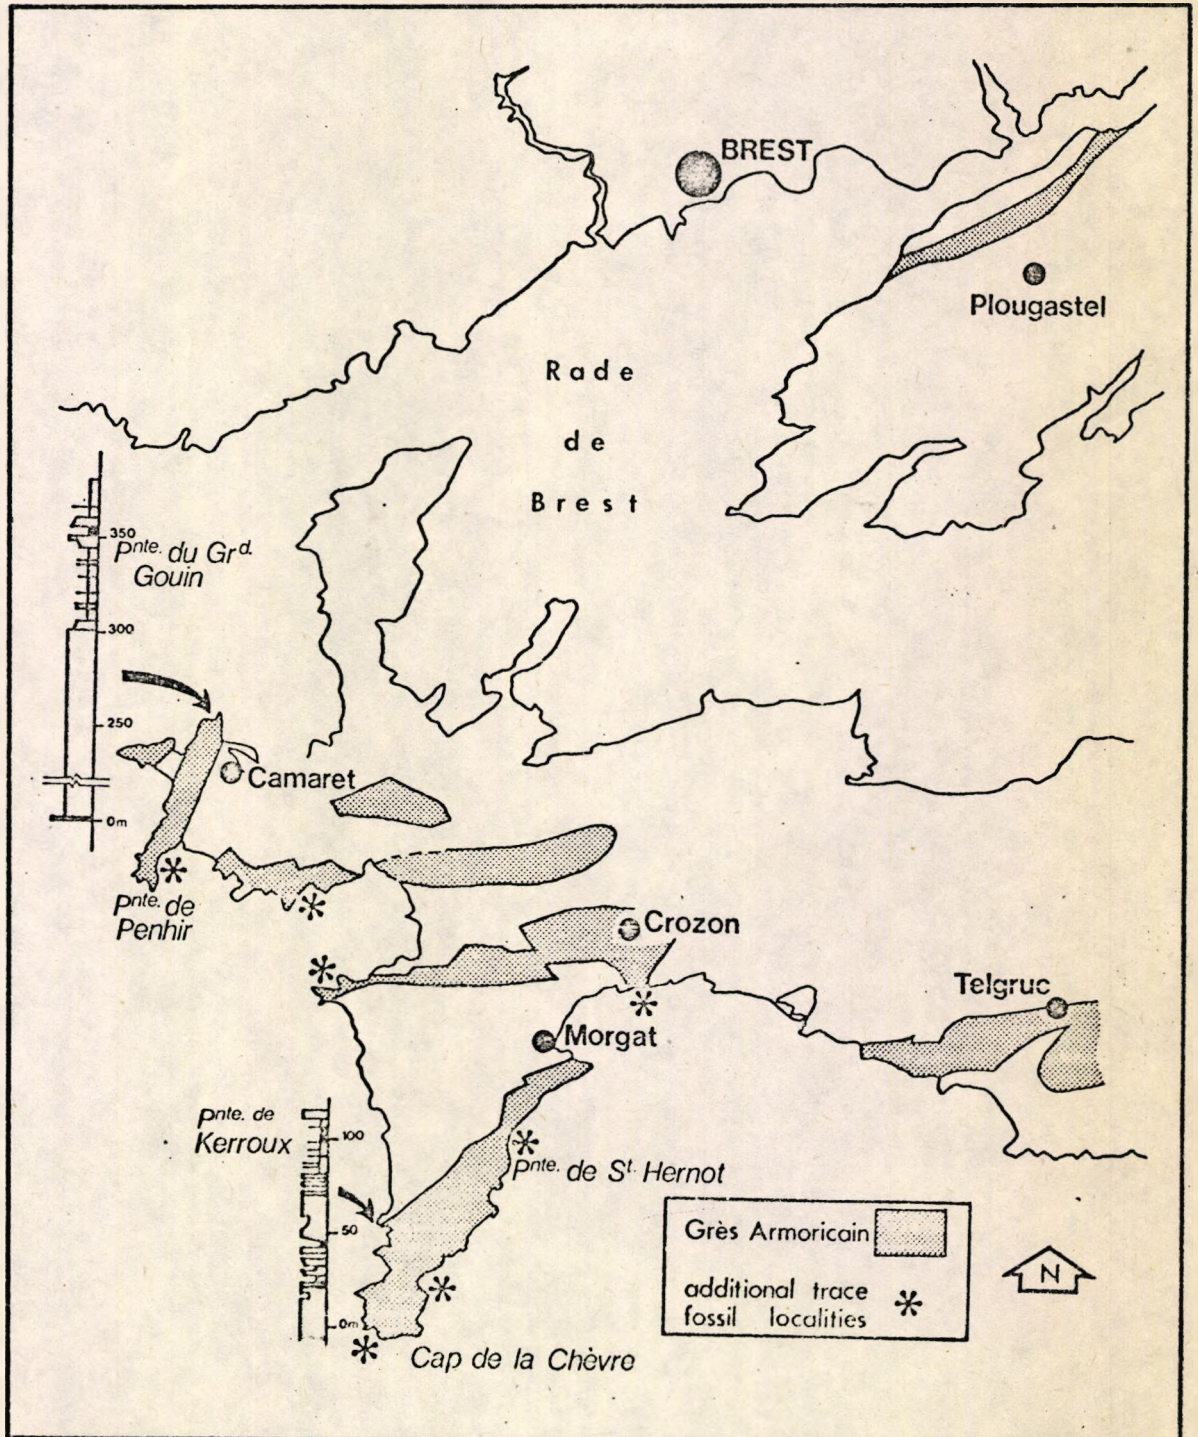 BREST
Plougastel
Rade
de
Brest
350
Pnte. du Grd.
Gouin
300
250
Camaret
0m
Pnte. de
Penhir
Crozon
Telgruc
Morgat
Pnte. de
Kerroux
100
Pnte. de St. Hernot
50
Grès Armoricain
N
additional trace
fossil localities
0m
Cap de la Chèvre